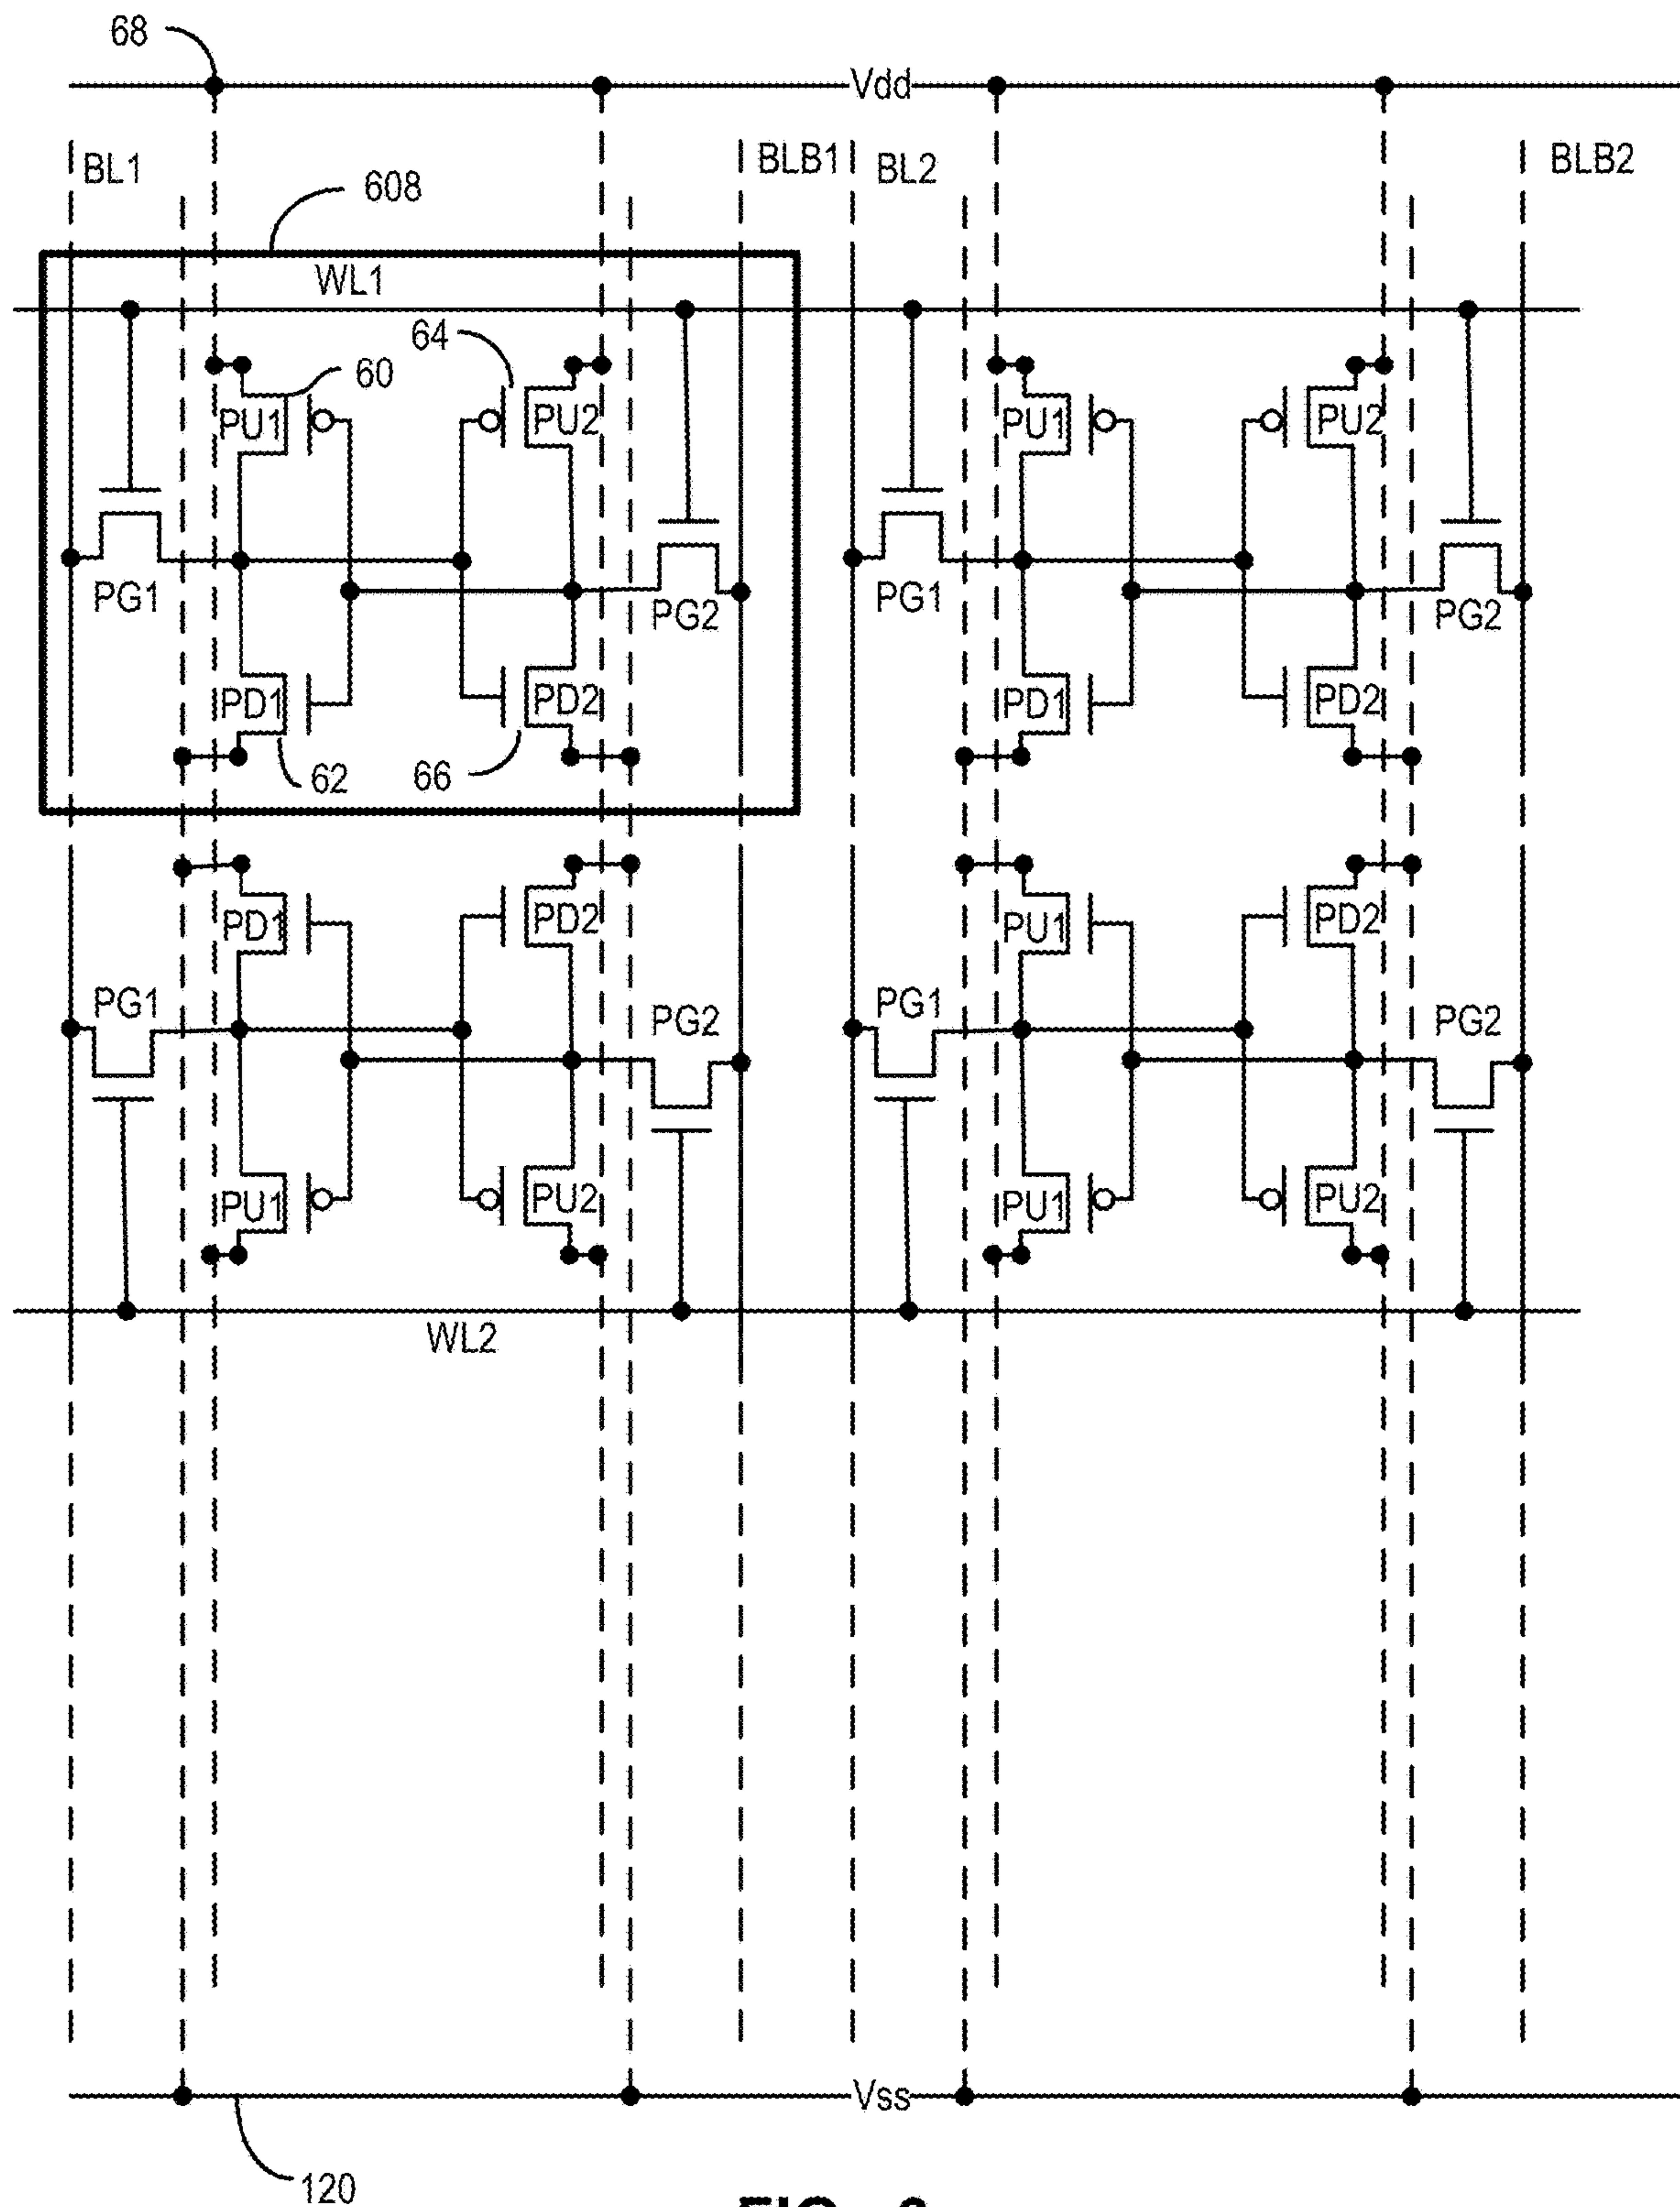 68
Vdd
BL1
BLB1
BL2
BLB2
608
WL1
64
60
PU1
PU2
PU1
PU2
PG1
PG2
PG1
PG2
PD1
PD2
PD1
PD2
62
66
PD1
PD2
PU1
PD2
PG1
PG2
PG1
PG2
PU1
PU2
PU1
PU2
WL2
Vss
120